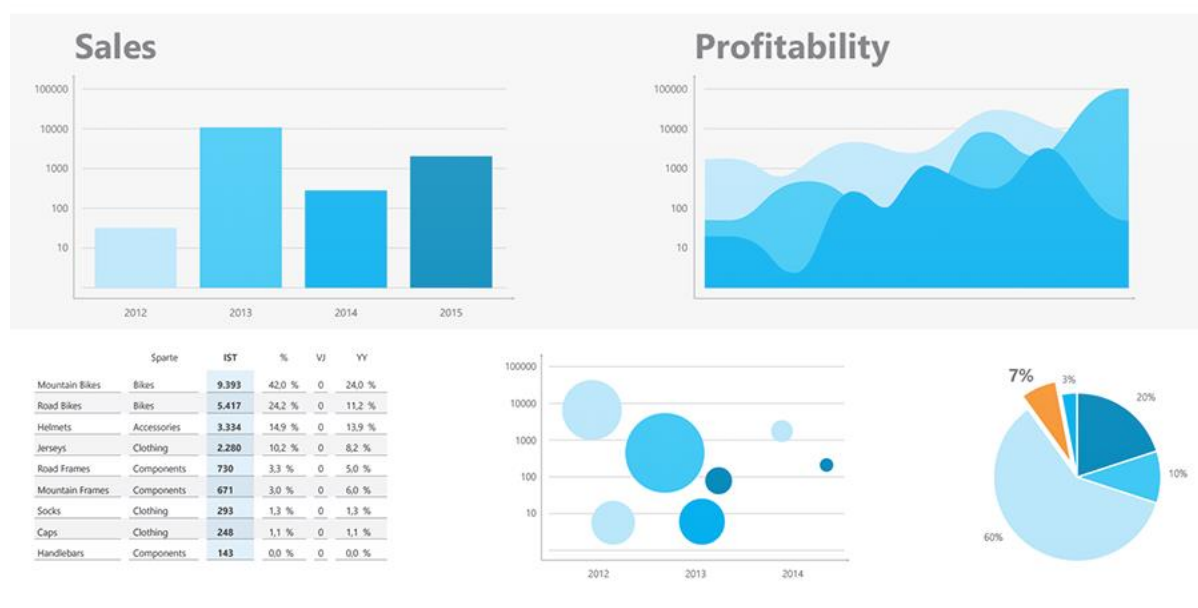 Sales
100000
10000
1000
100
10
2012 2013 2014 2015
Profitability
100000
10000
1000
100
10
Sparte IST % VJ YY
Mountain Bikes Bikes 9.393 42,0 % 0 24,0 %
Road Bikes Bikes 5.417 24,2 % 0 11,2 %
Helmets Accessories 3.334 14,9 % 0 13,9 %
Jerseys Clothing 2.280 10,2 % 0 8,2 %
Road Frames Components 730 3,3 % 0 5,0 %
Mountain Frames Components 671 3,0 % 0 6,0 %
Socks Clothing 293 1,3 % 0 1,3 %
Caps Clothing 248 1,1 % 0 1,1 %
Handlebars Components 143 0,0 % 0 0,0 %
100000
10000
1000
100
10
2012 2013 2014
7% 3%
20%
10%
60%